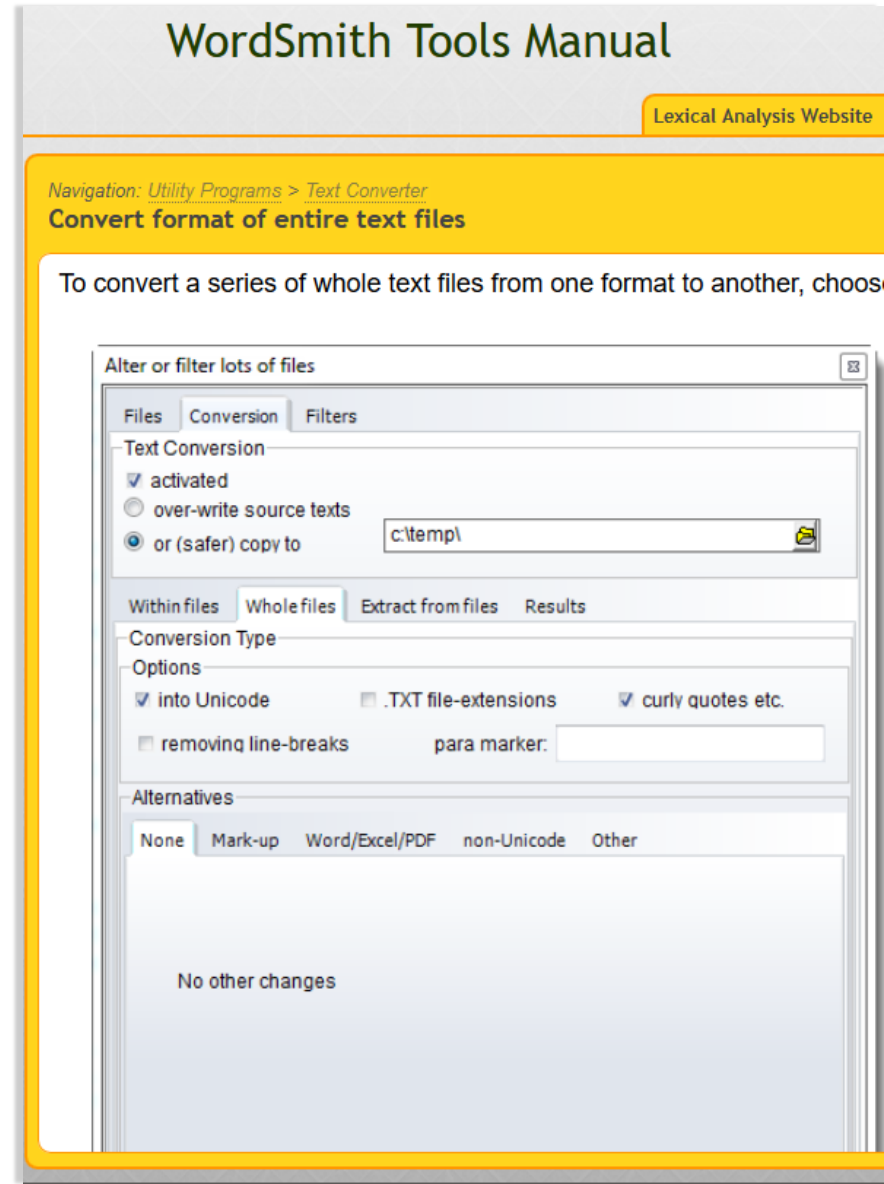 WordSmith Tools Manual
Lexical Analysis Website
Navigation: Utility Programs > Text Converter
Convert format of entire text files
To convert a series of whole text files from one format to another, choose
Alter or filter lots of files
Files Conversion Filters
Text Conversion
activated
over-write source texts
or (safer) copy to c:\temp\
Within files Whole files Extract from files Results
Conversion Type
Options
into Unicode .TXT file-extensions curly quotes etc.
removing line-breaks para marker:
Alternatives
None Mark-up Word/Excel/PDF non-Unicode Other
No other changes